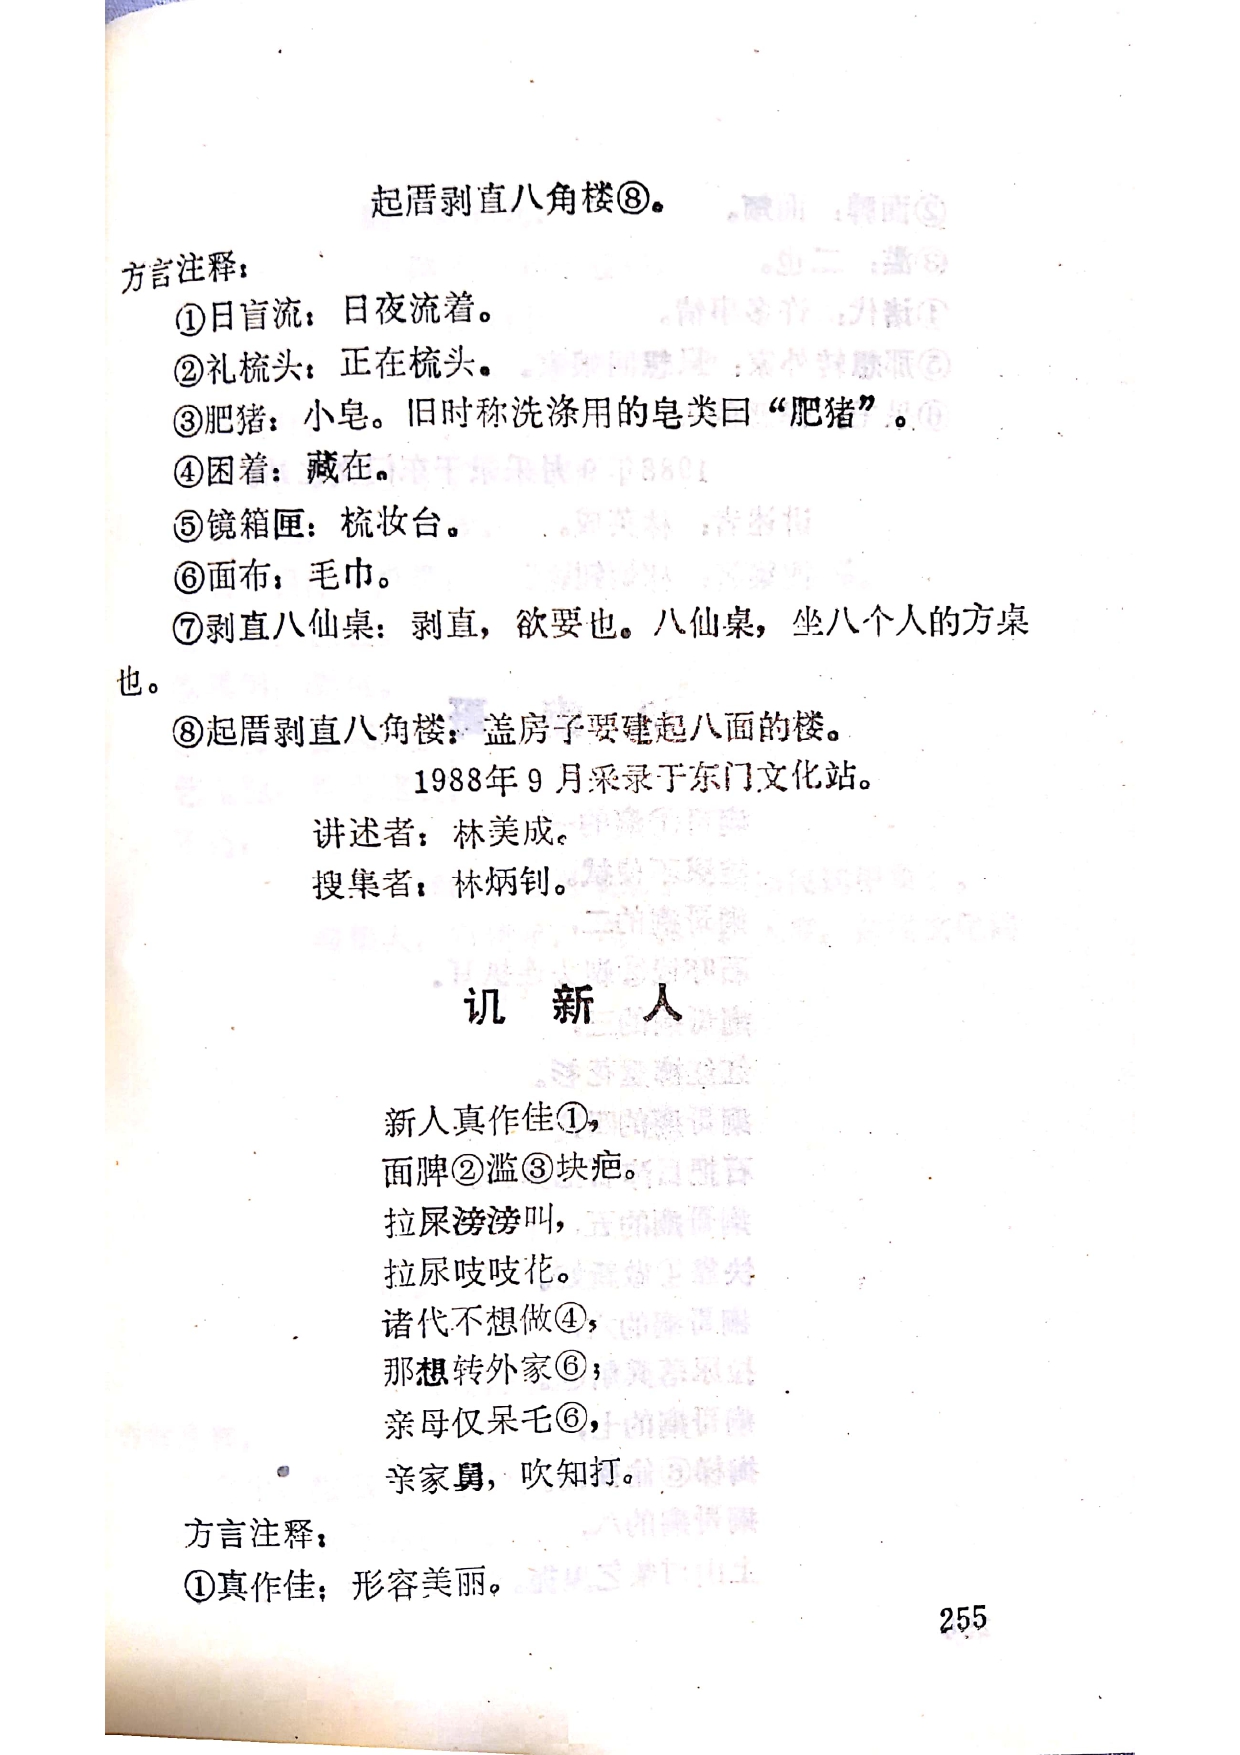 起厝剥直八角楼⑧。
方言注释：
①日盲流：日夜流着。
②礼梳头：正在梳头。
③肥猪：小皂。旧时称洗涤用的皂类曰“肥猪”。
④困着：藏在。
⑤镜箱匣：梳妆台。
⑥面布：毛巾。
⑦剥直八仙桌：剥直，欲要也。八仙桌，坐八个人的方桌
也。
⑧起厝剥直八角楼：盖房子要建起八面的楼。
1988年9月采录于东门文化站。
讲述者：林美成。
搜集者：林炳钊。
讥新人
新人真作佳①，
面脾②滥③块疤。
拉屎滂滂叫，
拉尿吱吱花。
诸代不想做④，
那想转外家⑥；
亲母仅呆毛⑥，
亲家舅，吹知打。
方言注释：
①真作佳；形容美丽。
255